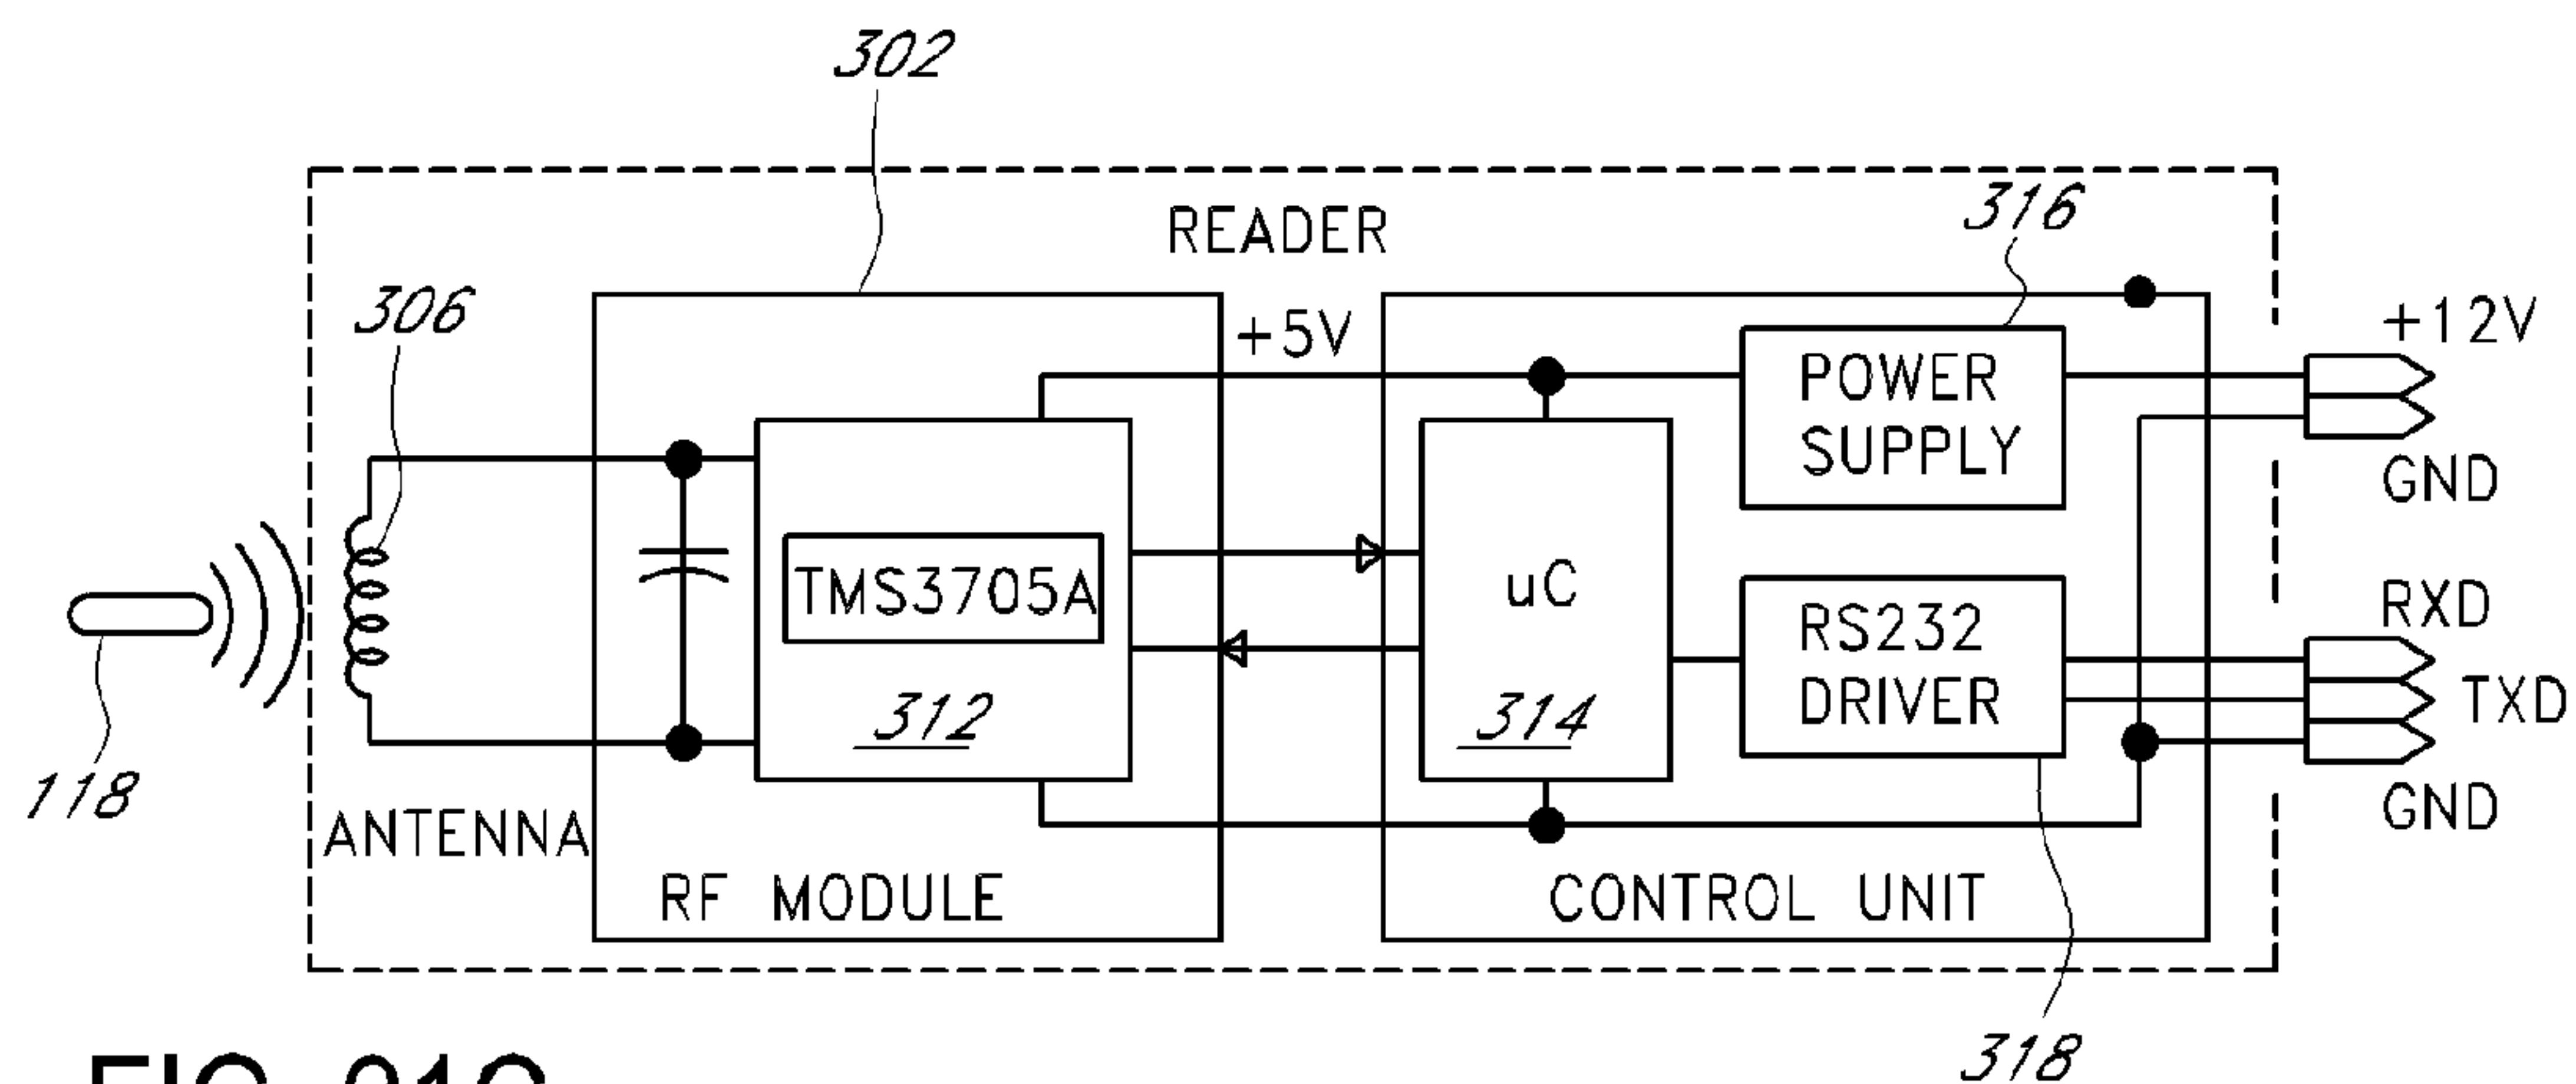 302
READER
316
306
+5V
+12V
POWER
SUPPLY
GND
TMS3705A
uC
RS232
DRIVER
RXD
TXD
312
314
118
ANTENNA
GND
RF MODULE
CONTROL UNIT
318